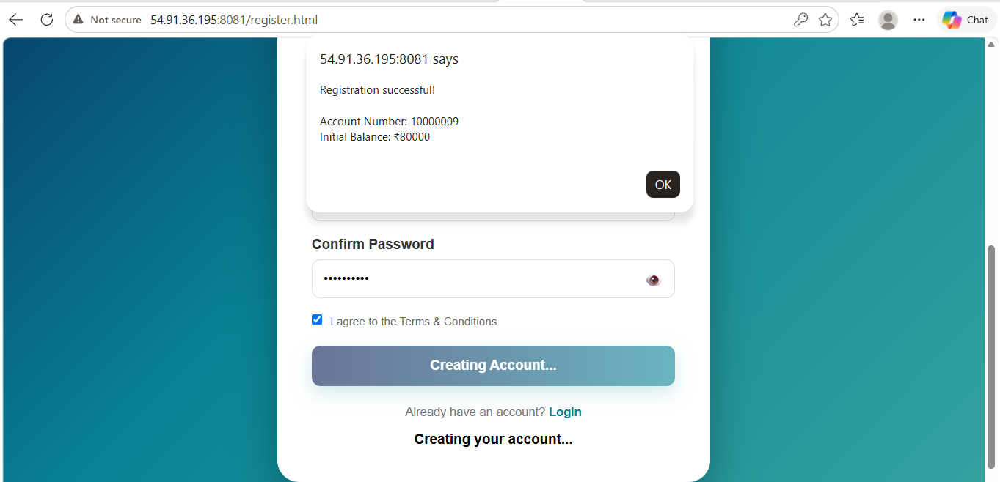 Not secure 54.91.36.195:8081/register.html
Chat
54.91.36.195:8081 says
Registration successful!
Account Number: 10000009
Initial Balance: ₹80000
OK
Confirm Password
••••••••••
I agree to the Terms & Conditions
Creating Account...
Already have an account? Login
Creating your account...